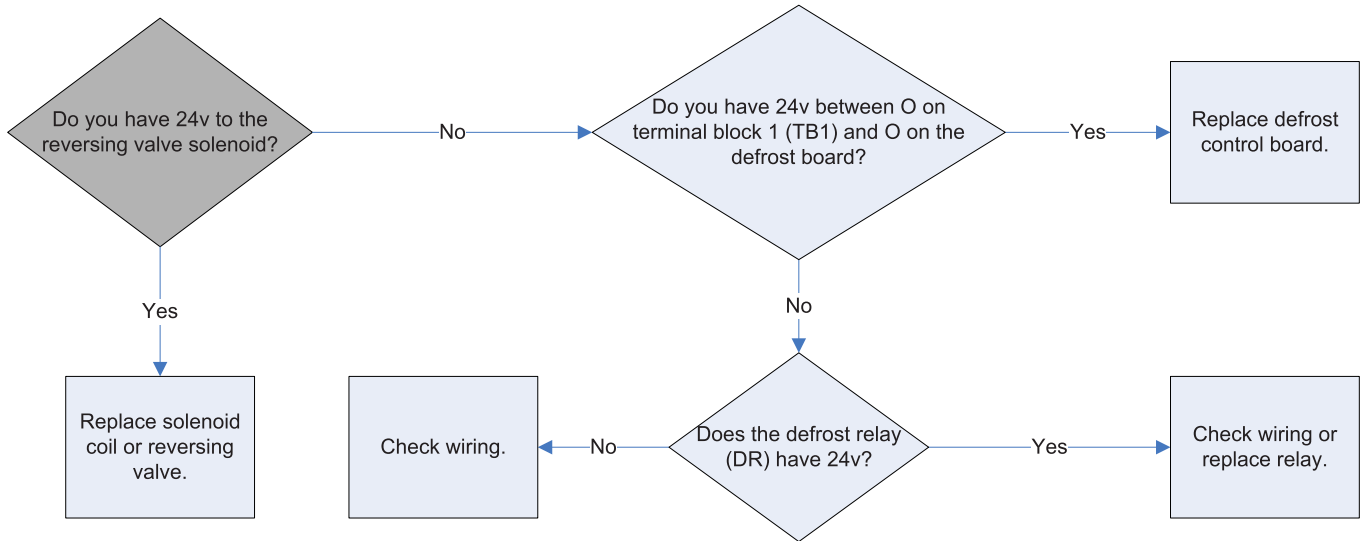 Do you have 24v to the
reversing valve solenoid?
No
Do you have 24v between O on
terminal block 1 (TB1) and O on the
defrost board?
Yes
Replace defrost
control board.
Yes
No
Replace solenoid
coil or reversing
valve.
Check wiring.
No
Does the defrost relay
(DR) have 24v?
Yes
Check wiring or
replace relay.